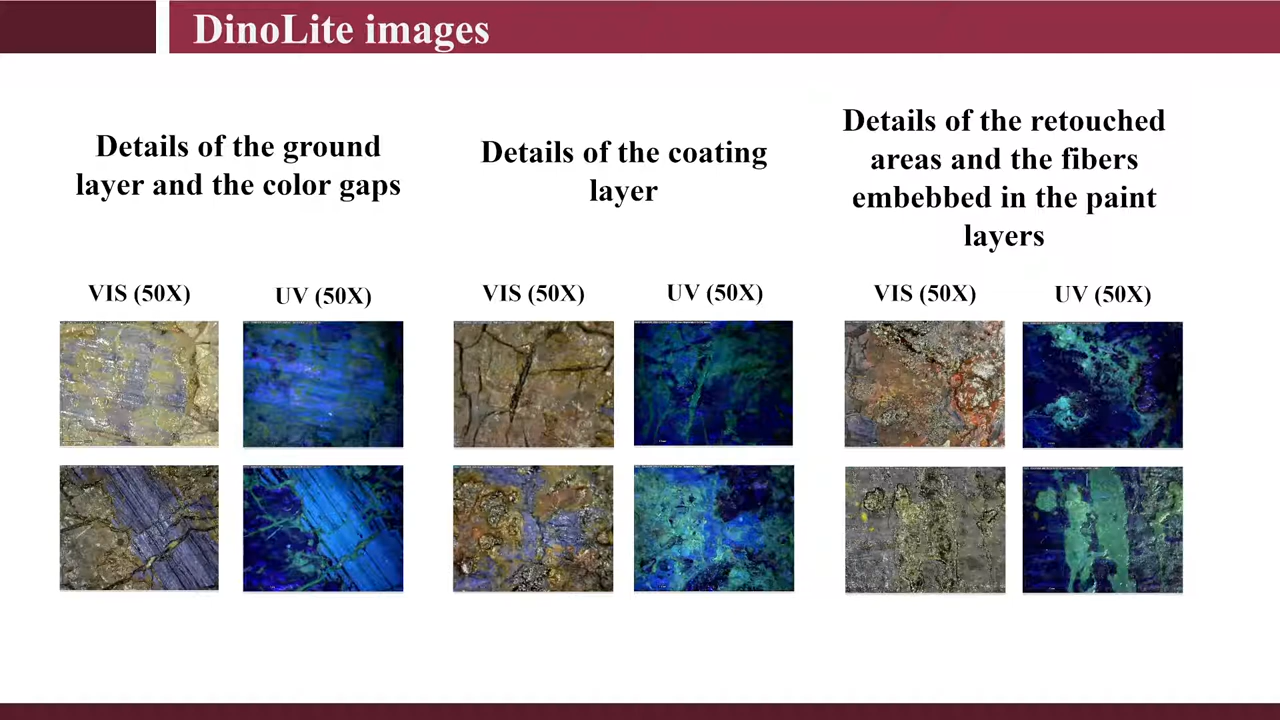 DinoLite images
Details of the ground
layer and the color gaps
VIS (50X)
UV (50X)
Details of the coating
layer
VIS (50X)
UV (50X)
Details of the retouched
areas and the fibers
embebbed in the paint
layers
VIS (50X)
UV (50X)